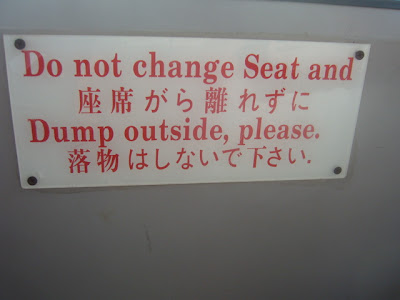 Do not change Seat and
座席がら離れずに
Dump outside, please.
落物はしないで下さい.